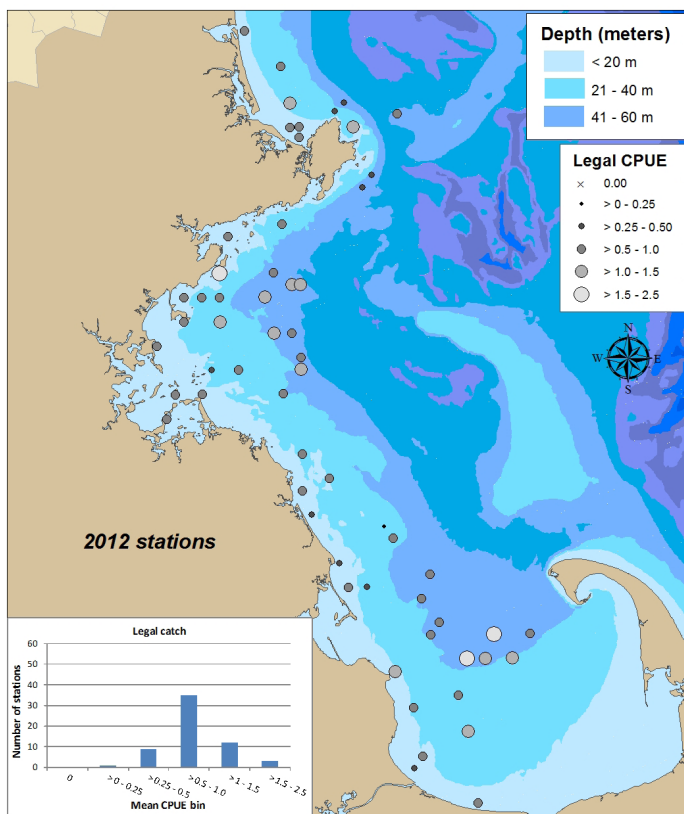 Depth (meters)
< 20 m
21 - 40 m
41 - 60 m
Legal CPUE
0.00
> 0 - 0.25
> 0.25 - 0.50
> 0.5 - 1.0
> 1.0 - 1.5
> 1.5 - 2.5
N
W E
S
2012 stations
Legal catch
Number of stations
60
50
40
30
20
10
0
0
>0 - 0.25
>0.25 - 0.5
>0.5 - 1.0
>1 - 1.5
>1.5 - 2.5
Mean CPUE bin